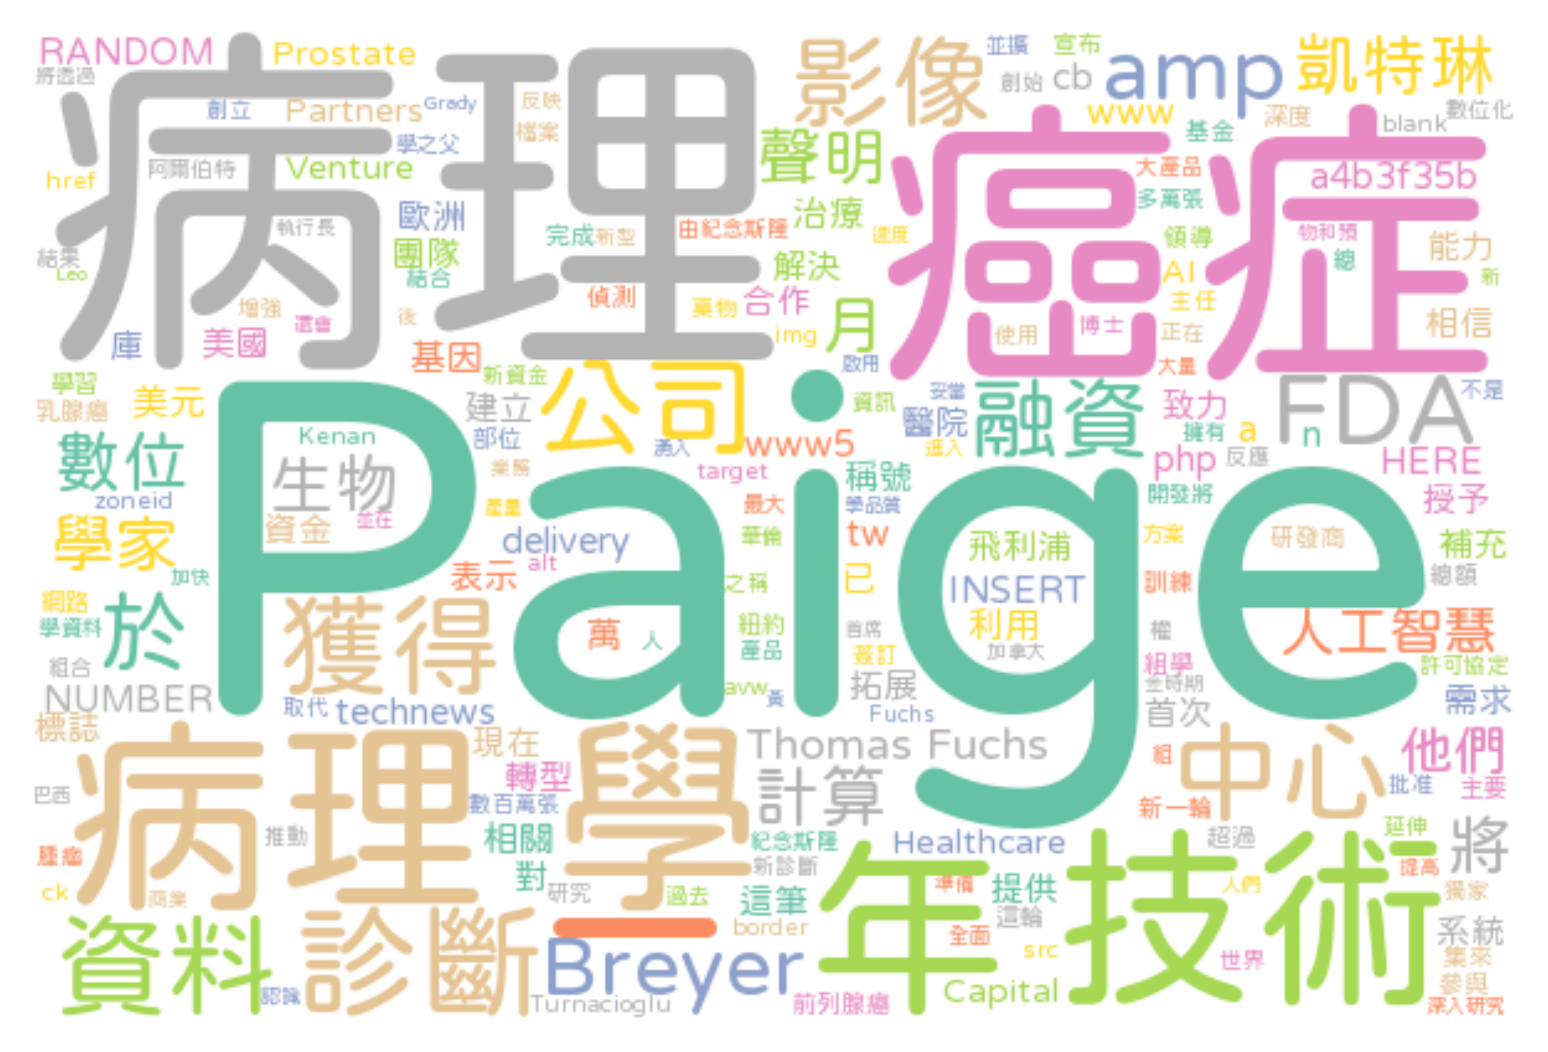 RANDOM
Prostate
影像
並擴
宣布
amp
凱特琳
將透過
病理
創立
Partners
Grady
反映
創始
cb
www
深度
數位化
檔案
學之父
聲明
癌症
基金
blank
href
阿爾伯特
Venture
大產品
a4b3f35b
多萬張
執行長
歐洲
完成
新型
由紀念斯隆
治療
速度
領導
物和預
能力
結果
Leo
團隊
結合
解決
AI
總
新
增強
還會
後
偵測
藥物
合作
主任
庫
美國
基因
img
月
使用
博士
正在
相信
學習
新資金
公司
啟用
大量
乳腺癌
美元
Paige
建立
資訊
妥當
融資
致力
FDA
不是
數位
Kenan
部位
湧入
www5
醫院
進入
擁有
a
n
生物
業務
target
稱號
php
反應
HERE
zoneid
產量
最大
學品質
開發將
授予
學家
資金
並在
delivery
華倫
tw
飛利浦
方案
研發商
補充
加快
表示
alt
之稱
已
INSERT
訓練
總額
網路
學資料
於
獲得
萬
人
紐約
產品
首席
利用
權
人工智慧
組合
簽訂
加拿大
組學
許可協定
NUMBER
取代
technews
avw
黃
拓展
金時期
需求
標誌
Fuchs
首次
病理
現在
學
Thomas Fuchs
組
中心
他們
巴西
轉型
計算
批准
主要
數百萬張
新一輪
推動
相關
紀念斯隆
Healthcare
超過
延伸
將
腫瘤
對
新診斷
年
技術
提高
ck
商業
研究
過去
這筆
準備
提供
人們
獨家
資料
診斷
border
這輪
全面
系統
Breyer
src
世界
集來
認識
Turnacioglu
前列腺癌
Capital
參與
深入研究